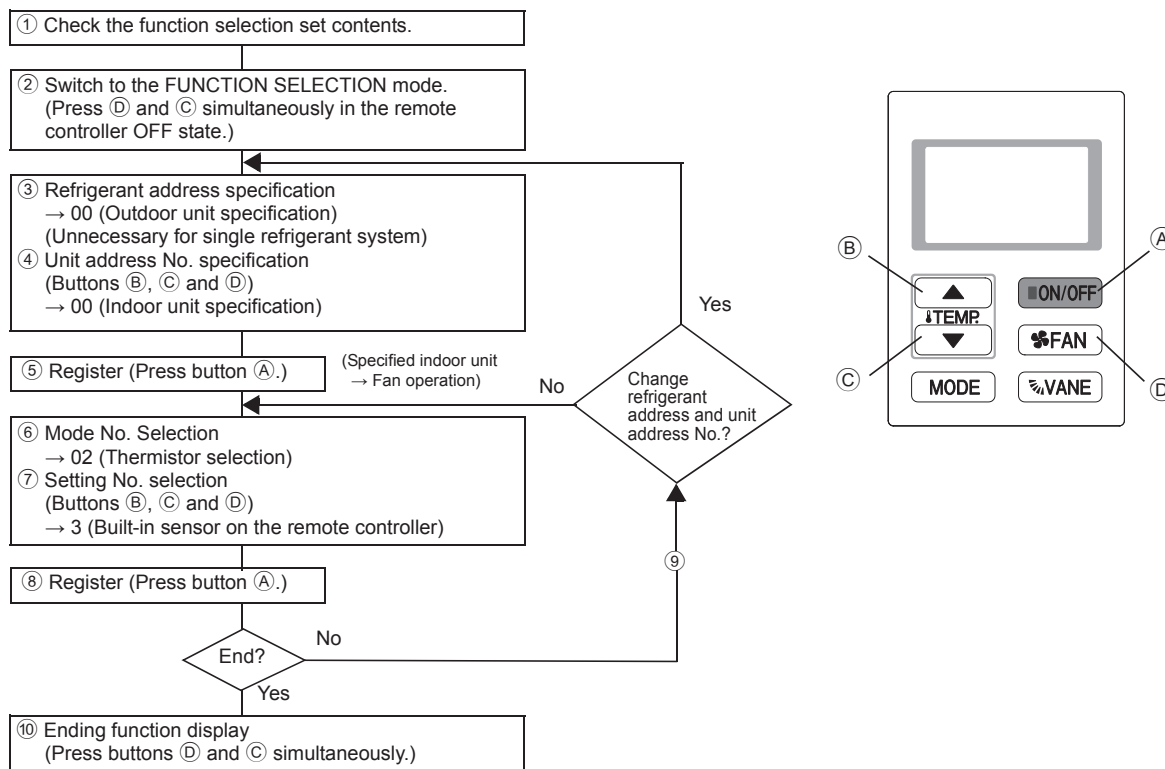 ① Check the function selection set contents.
② Switch to the FUNCTION SELECTION mode.
(Press Ⓓ and Ⓒ simultaneously in the remote
controller OFF state.)
③ Refrigerant address specification
→ 00 (Outdoor unit specification)
(Unnecessary for single refrigerant system)
④ Unit address No. specification
(Buttons Ⓑ, Ⓒ and Ⓓ)
→ 00 (Indoor unit specification)
⑤ Register (Press button Ⓐ.)
(Specified indoor unit
→ Fan operation)
No
Yes
Change
refrigerant
address and unit
address No.?
⑥ Mode No. Selection
→ 02 (Thermistor selection)
⑦ Setting No. selection
(Buttons Ⓑ, Ⓒ and Ⓓ)
→ 3 (Built-in sensor on the remote controller)
⑨
⑧ Register (Press button Ⓐ.)
End?
No
Yes
⑩ Ending function display
(Press buttons Ⓓ and Ⓒ simultaneously.)
Ⓑ
Ⓐ
ON/OFF
TEMP.
FAN
Ⓒ
Ⓓ
MODE
VANE